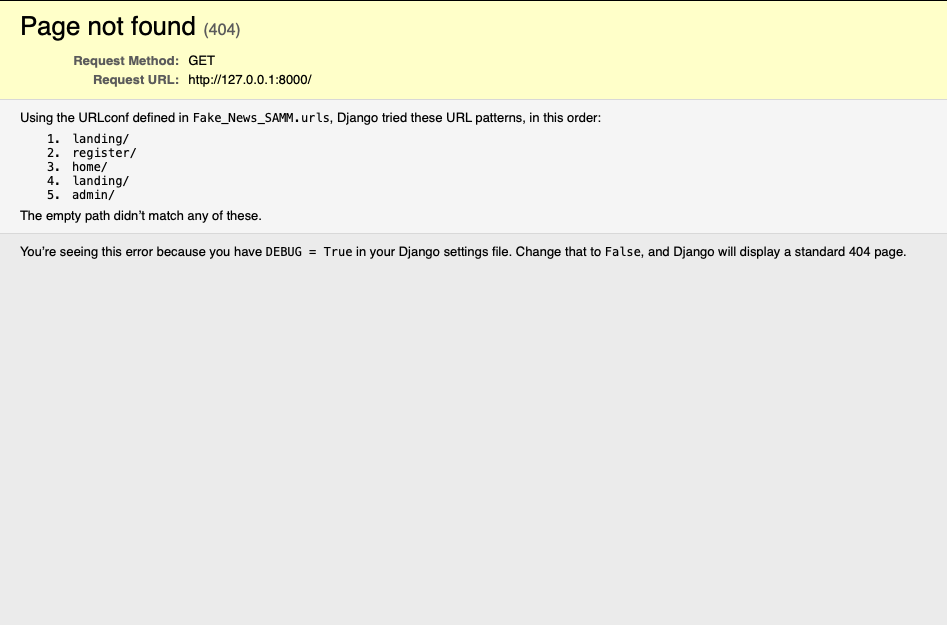 Page not found (404)
Request Method: GET
Request URL: http://127.0.0.1:8000/
Using the URLconf defined in Fake_News_SAMM.urls, Django tried these URL patterns, in this order:
1. landing/
2. register/
3. home/
4. landing/
5. admin/
The empty path didn’t match any of these.
You’re seeing this error because you have DEBUG = True in your Django settings file. Change that to False, and Django will display a standard 404 page.